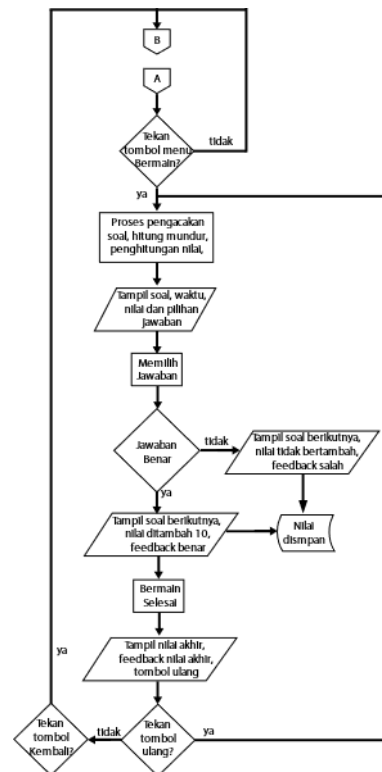 B
A
Tekan
tombol menu
Bermain?
tidak
ya
Proses pengacakan
soal, hitung mundur,
penghitungan nilai,
Tampil soal, waktu,
nilai dan pilihan
jawaban
Memilih
Jawaban
Jawaban
Benar
tidak
Tampil soal berikutnya,
nilai tidak bertambah,
feedback salah
ya
Tampil soal berikutnya,
nilai ditambah 10,
feedback benar
Nilai
dismpan
Bermain
Selesai
Tampil nilai akhir,
feedback nilai akhir,
tombol ulang
ya
Tekan
tombol
Kembali?
tidak
Tekan
tombol
ulang?
ya